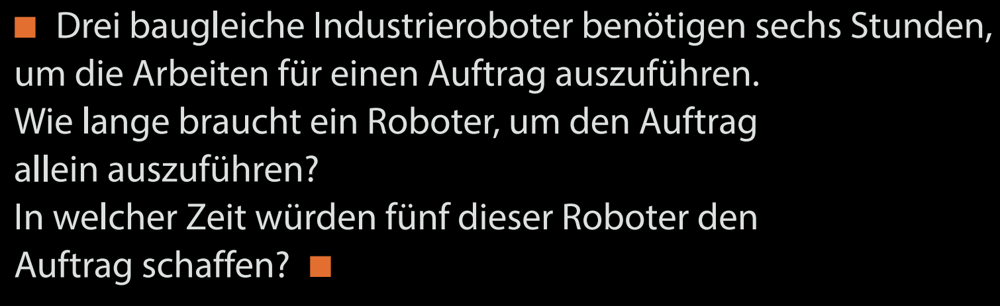 ■ Drei baugleiche Industrieroboter benötigen sechs Stunden,
um die Arbeiten für einen Auftrag auszuführen.
Wie lange braucht ein Roboter, um den Auftrag
allein auszuführen?
In welcher Zeit würden fünf dieser Roboter den
Auftrag schaffen? ■